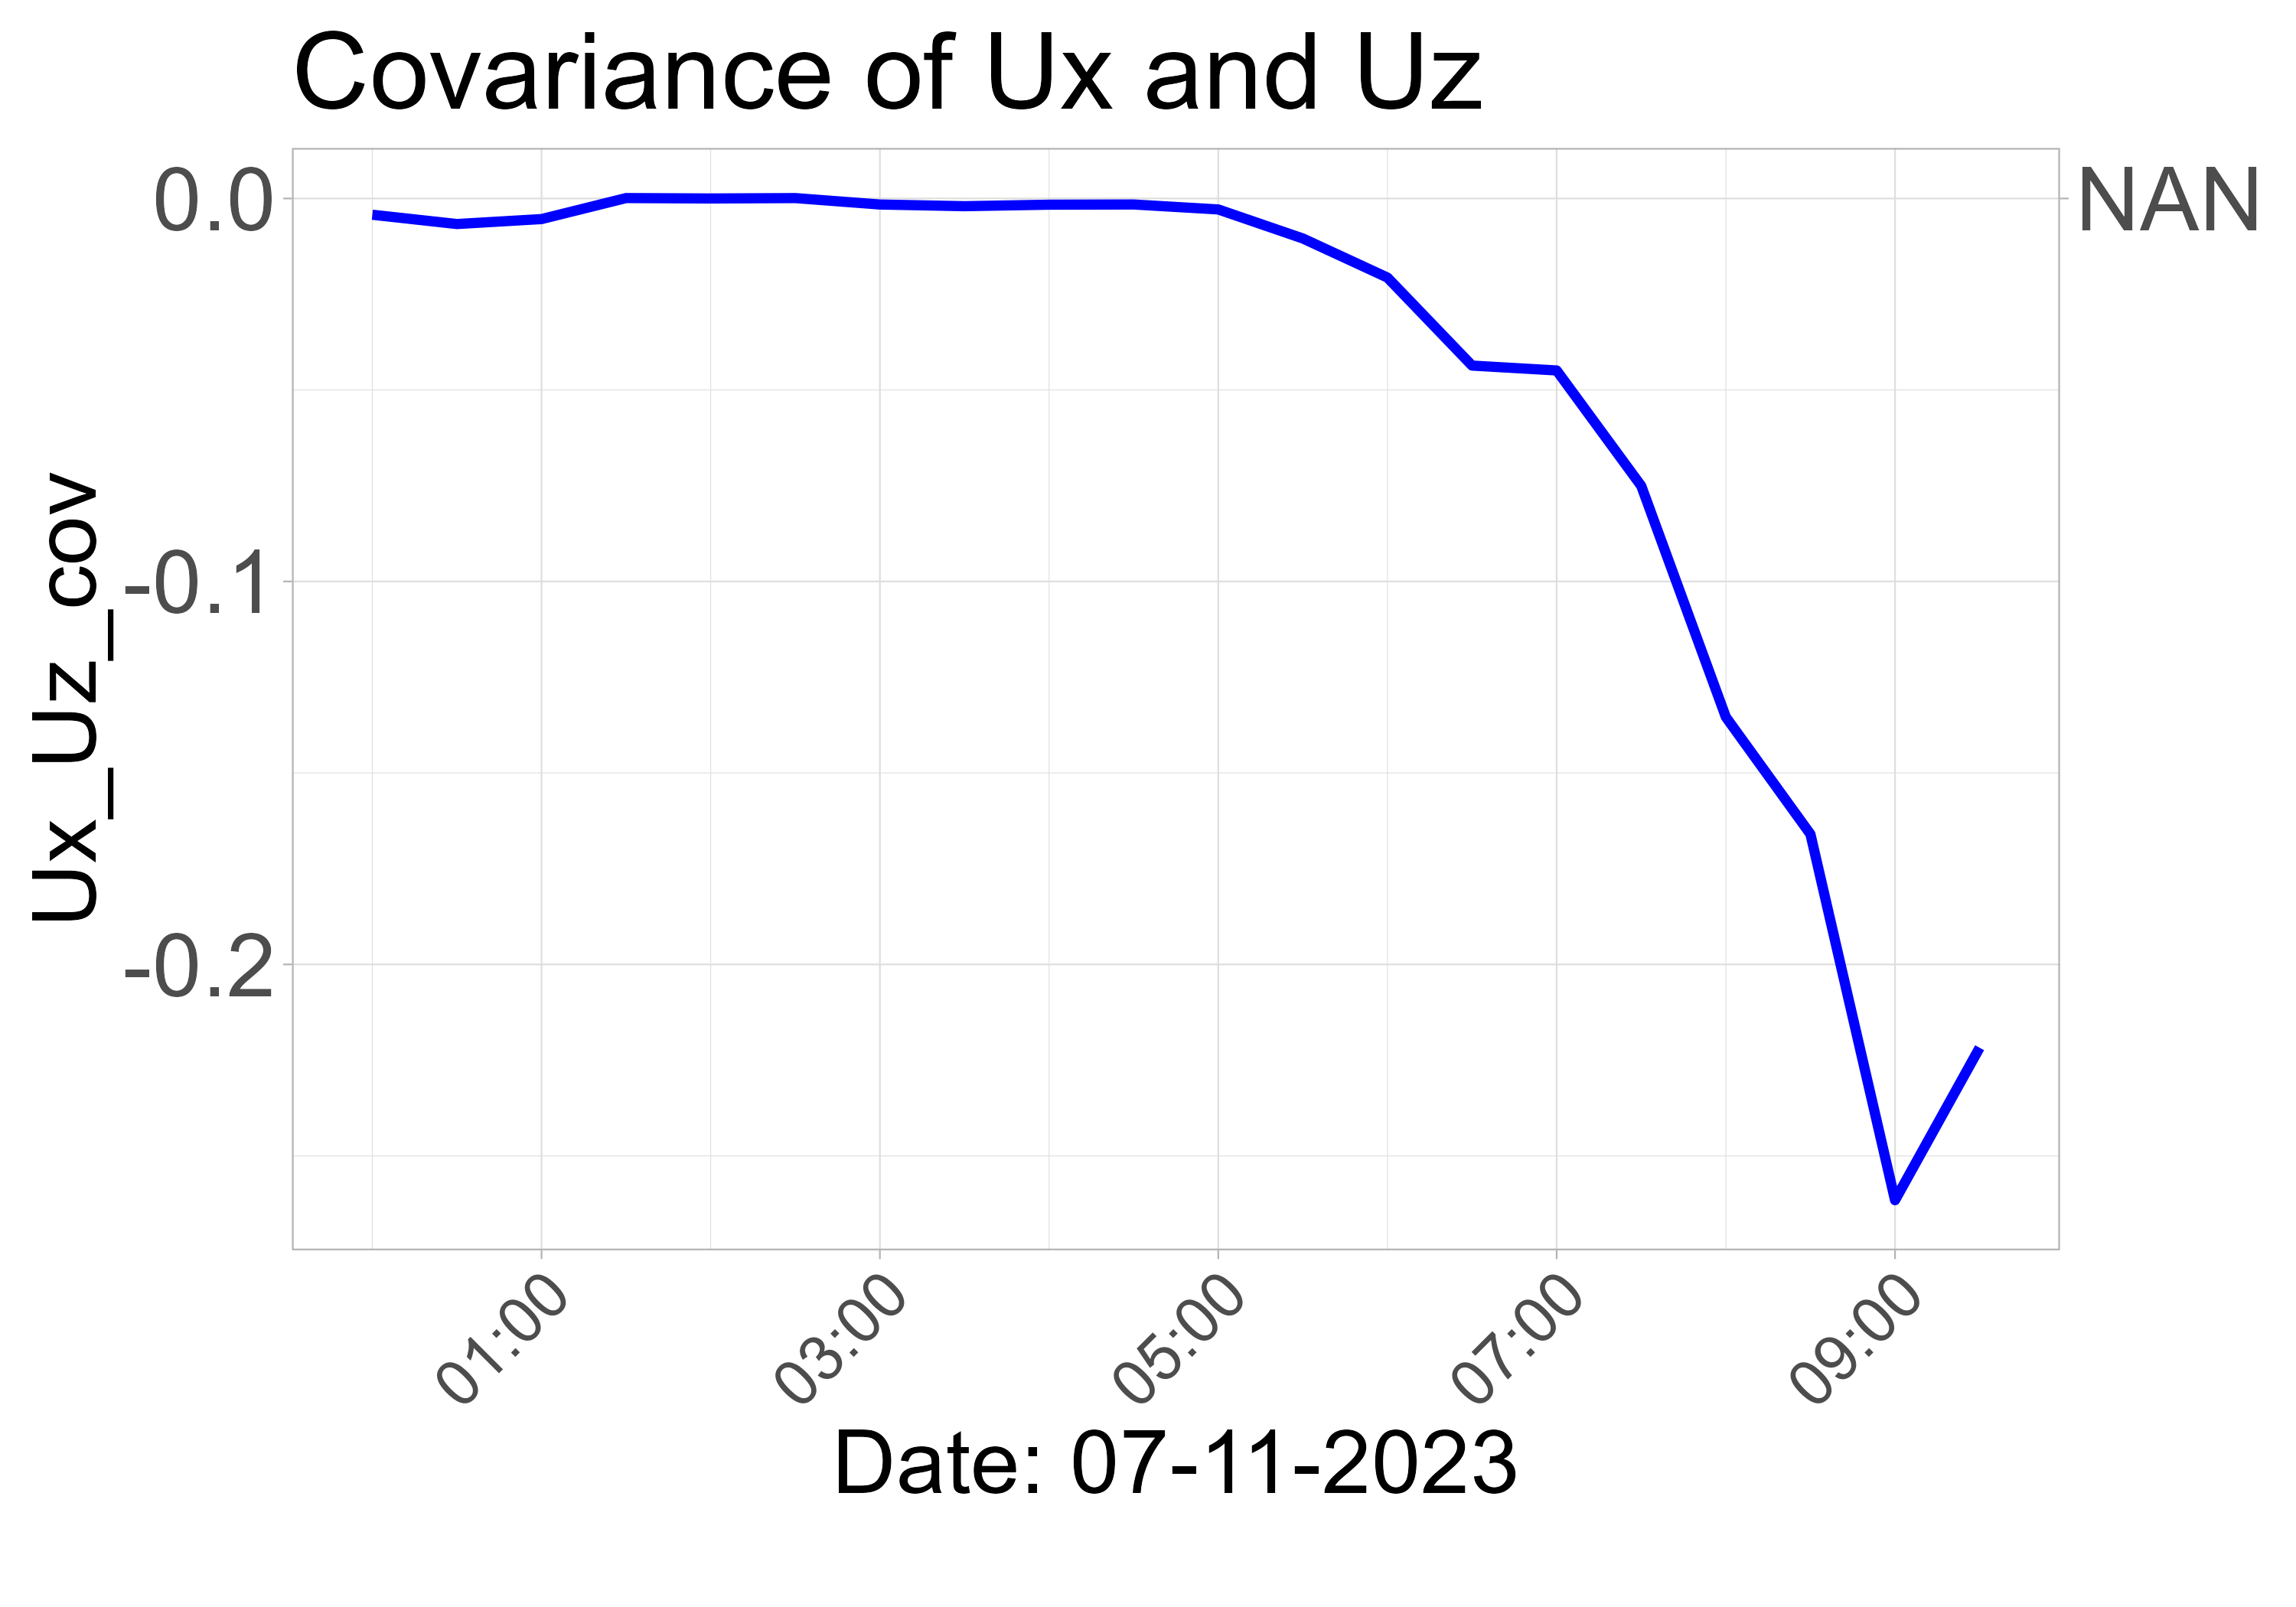 Covariance of Ux and Uz
0.0
NAN
-0.1
-0.2
Ux_Uz_cov
01:00
03:00
05:00
07:00
09:00
Date: 07-11-2023